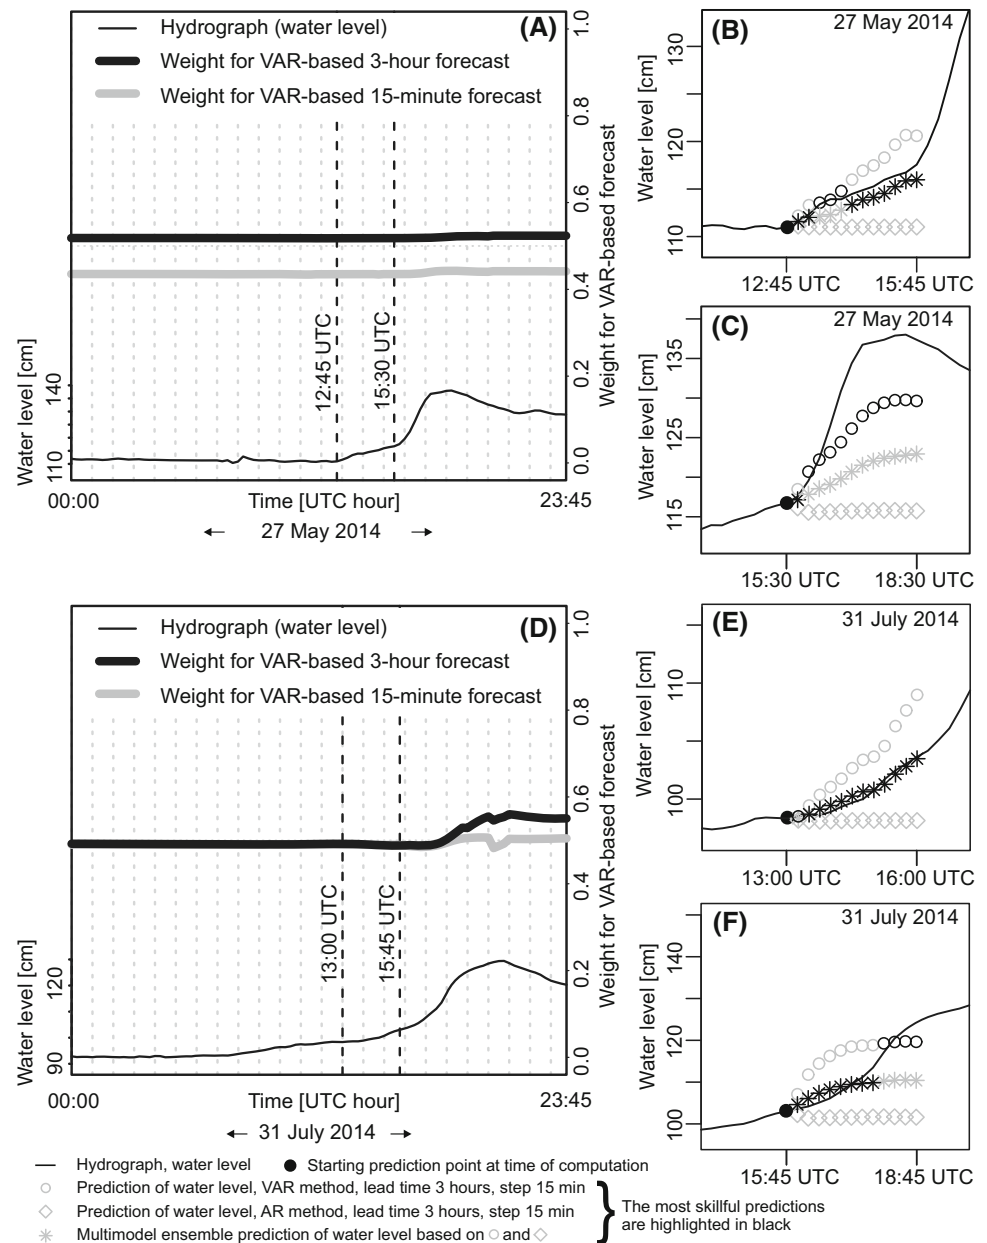 (A)
Hydrograph (water level)
Weight for VAR-based 3-hour forecast
Weight for VAR-based 15-minute forecast
1.0
0.8
0.6
0.4
0.2
0.0
Weight for VAR-based forecast
12:45 UTC
15:30 UTC
Water level [cm]
140
110
00:00
Time [UTC hour]
23:45
← 27 May 2014 →
(B)
27 May 2014
Water level [cm]
130
120
110
12:45 UTC
15:45 UTC
(C)
27 May 2014
Water level [cm]
135
125
115
15:30 UTC
18:30 UTC
(D)
Hydrograph (water level)
Weight for VAR-based 3-hour forecast
Weight for VAR-based 15-minute forecast
1.0
0.8
0.6
0.4
0.2
0.0
Weight for VAR-based forecast
13:00 UTC
15:45 UTC
Water level [cm]
120
90
00:00
Time [UTC hour]
23:45
← 31 July 2014 →
(E)
31 July 2014
Water level [cm]
110
100
13:00 UTC
16:00 UTC
(F)
31 July 2014
Water level [cm]
140
120
100
15:45 UTC
18:45 UTC
Hydrograph, water level
Starting prediction point at time of computation
Prediction of water level, VAR method, lead time 3 hours, step 15 min
Prediction of water level, AR method, lead time 3 hours, step 15 min
Multimodel ensemble prediction of water level based on ○ and ◇
The most skillful predictions
are highlighted in black